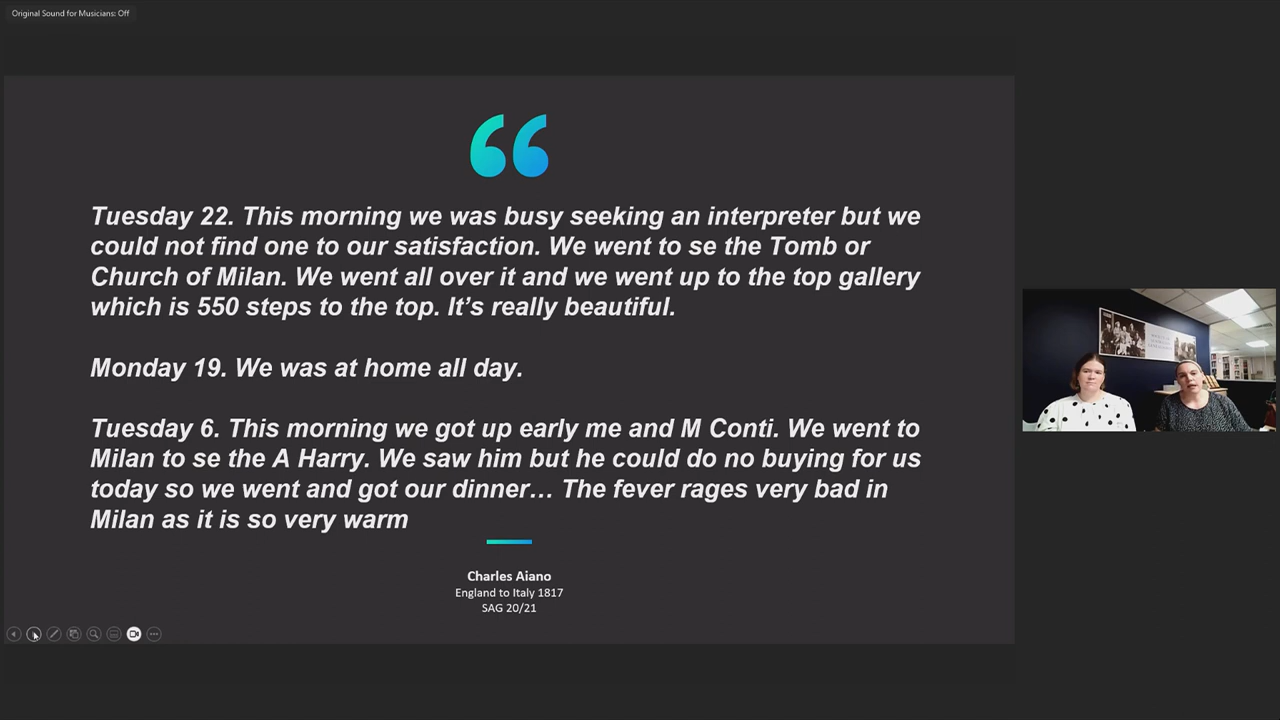 Original Sound for Musicians: Off
Tuesday 22. This morning we was busy seeking an interpreter but we
could not find one to our satisfaction. We went to se the Tomb or
Church of Milan. We went all over it and we went up to the top gallery
which is 550 steps to the top. It’s really beautiful.
Monday 19. We was at home all day.
Tuesday 6. This morning we got up early me and M Conti. We went to
Milan to se the A Harry. We saw him but he could do no buying for us
today so we went and got our dinner… The fever rages very bad in
Milan as it is so very warm
Charles Aiano
England to Italy 1817
SAG 20/21